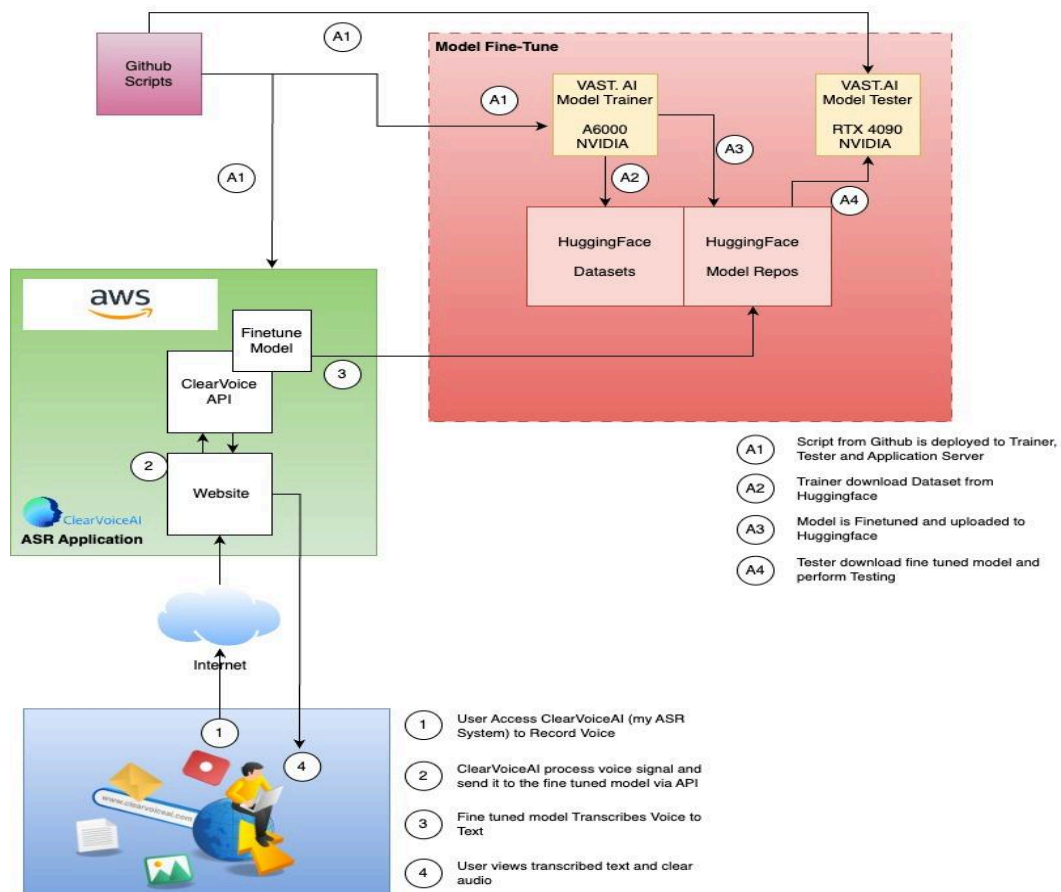 A1
Github
Scripts
Model Fine-Tune
VAST. AI
Model Trainer
A6000
NVIDIA
VAST.AI
Model Tester
RTX 4090
NVIDIA
A1
A3
A2
A1
A4
HuggingFace
Datasets
HuggingFace
Model Repos
aws
Finetune
Model
3
ClearVoice
API
2
Website
ClearVoiceAI
ASR Application
A1
Script from Github is deployed to Trainer,
Tester and Application Server
A2
Trainer download Dataset from
Huggingface
A3
Model is Finetuned and uploaded to
Huggingface
A4
Tester download fine tuned model and
perform Testing
Internet
1
4
www.clearvoiceai.com
1
User Access ClearVoiceAI (my ASR
System) to Record Voice
2
ClearVoiceAI process voice signal and
send it to the fine tuned model via API
3
Fine tuned model Transcribes Voice to
Text
4
User views transcribed text and clear
audio